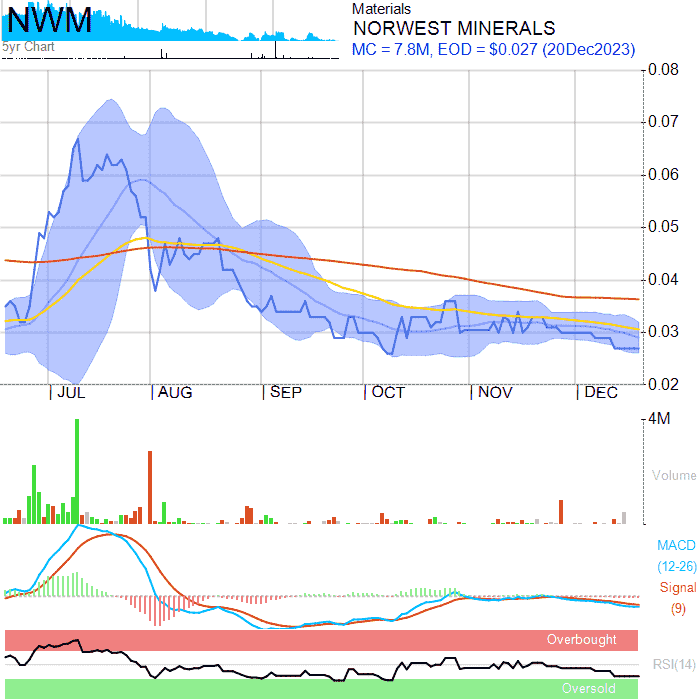 NWM
5yr Chart
Materials
NORWEST MINERALS
MC = 7.8M, EOD = $0.027 (20Dec2023)
0.08
0.07
0.06
0.05
0.04
0.03
0.02
JUL AUG SEP OCT NOV DEC
4M
Volume
MACD
(12-26)
Signal
(9)
Overbought
RSI(14)
Oversold